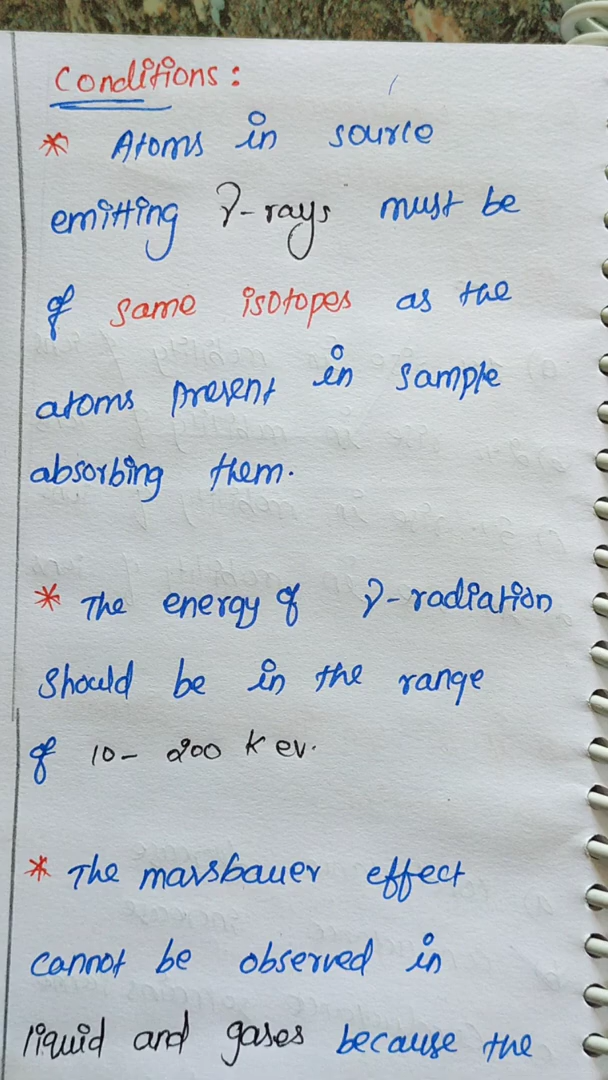 Conditions:
* Atoms in source
emitting γ-rays must be
of same isotopes as the
atoms present in sample
absorbing them.
* The energy of γ-radiation
should be in the range
of 10- 200 Kev.
* The mavsbauer effect
cannot be observed in
liquid and gases because the